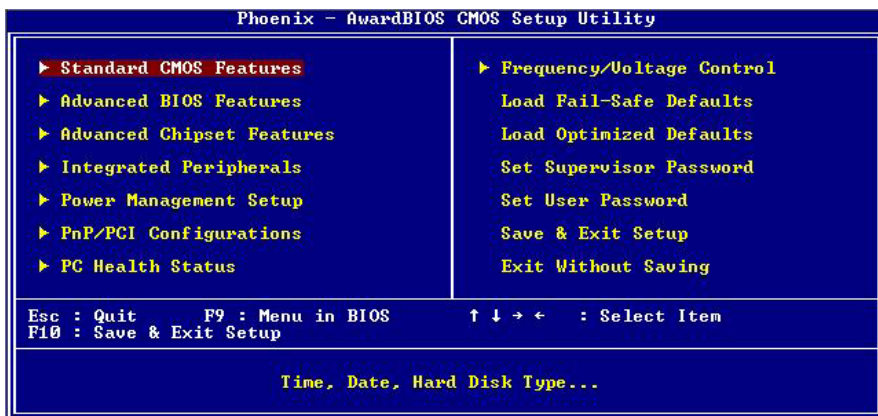 Phoenix - AwardBIOS CMOS Setup Utility
▶ Standard CMOS Features
▶ Advanced BIOS Features
▶ Advanced Chipset Features
▶ Integrated Peripherals
▶ Power Management Setup
▶ PnP/PCI Configurations
▶ PC Health Status
▶ Frequency/Voltage Control
Load Fail-Safe Defaults
Load Optimized Defaults
Set Supervisor Password
Set User Password
Save & Exit Setup
Exit Without Saving
Esc : Quit F9 : Menu in BIOS ↑ ↓ → ← : Select Item
F10 : Save & Exit Setup
Time, Date, Hard Disk Type...